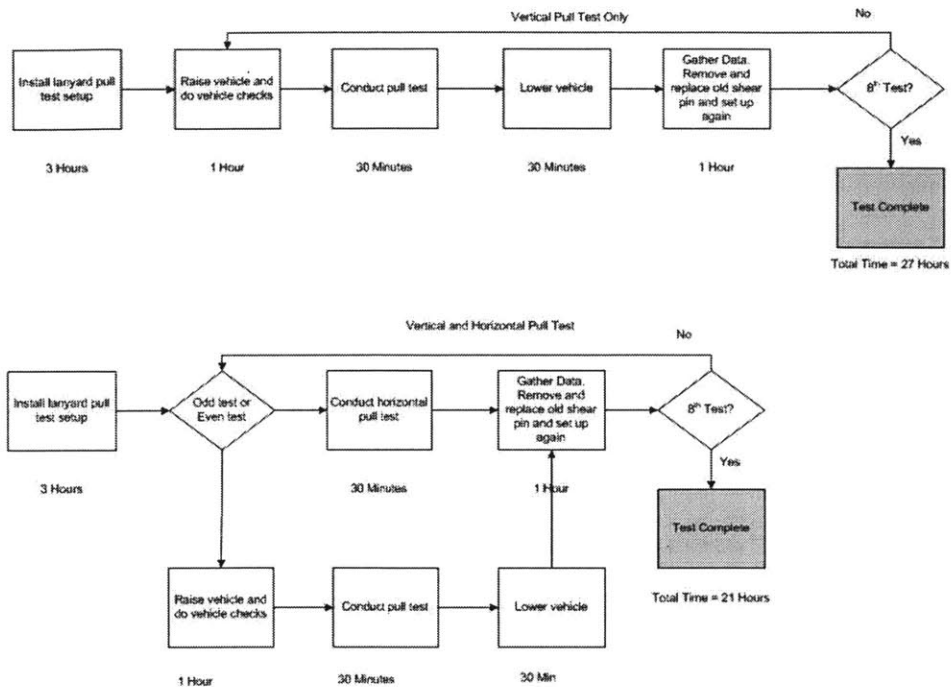 Vertical Pull Test Only
No
Install lanyard pull
test setup
Raise vehicle and
do vehicle checks
Conduct pull test
Lower vehicle
Gather Data.
Remove and
replace old shear
pin and set up
again
8th Test?
3 Hours
1 Hour
30 Minutes
30 Minutes
1 Hour
Yes
Test Complete
Total Time = 27 Hours
Vertical and Horizontal Pull Test
No
Install lanyard pull
test setup
Odd test or
Even test
Conduct horizontal
pull test
Gather Data.
Remove and
replace old shear
pin and set up
again
8th Test?
3 Hours
30 Minutes
1 Hour
Yes
Test Complete
Total Time = 21 Hours
Raise vehicle and
do vehicle checks
Conduct pull test
Lower vehicle
1 Hour
30 Minutes
30 Min